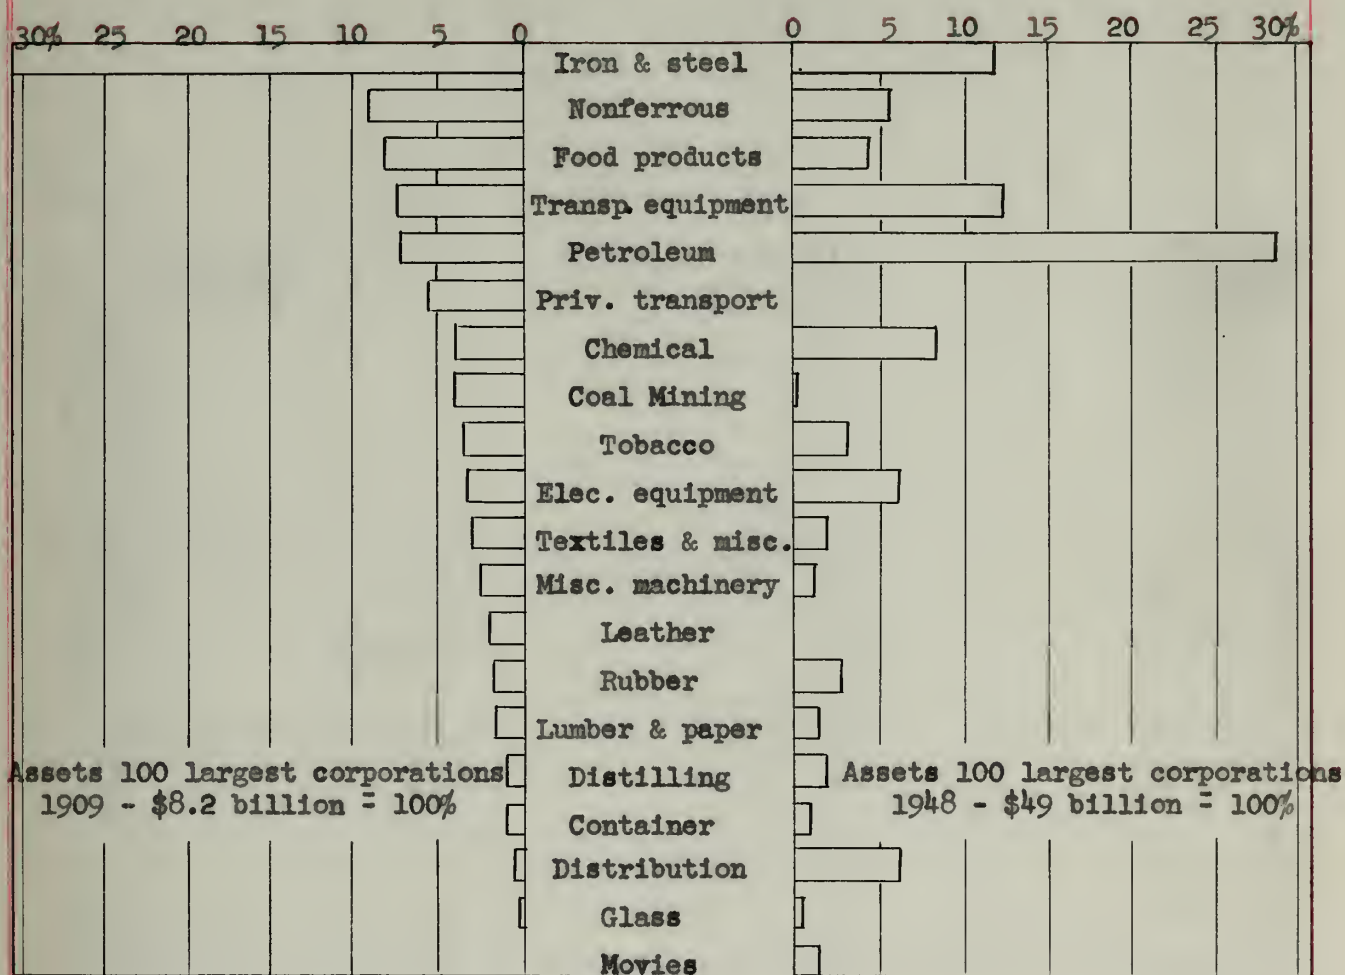 30% 25 20 15 10 5 0 0 5 10 15 20 25 30%
Iron & steel
Nonferrous
Food products
Transp. equipment
Petroleum
Priv. transport
Chemical
Coal Mining
Tobacco
Elec. equipment
Textiles & misc.
Misc. machinery
Leather
Rubber
Lumber & paper
Distilling
Container
Distribution
Glass
Movies
Assets 100 largest corporations
1909 - $8.2 billion = 100%
Assets 100 largest corporations
1948 - $49 billion = 100%